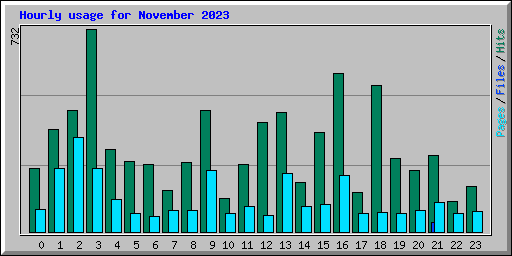 Hourly usage for November 2023
732
Pages/Files/Hits
0 1 2 3 4 5 6 7 8 9 10 11 12 13 14 15 16 17 18 19 20 21 22 23